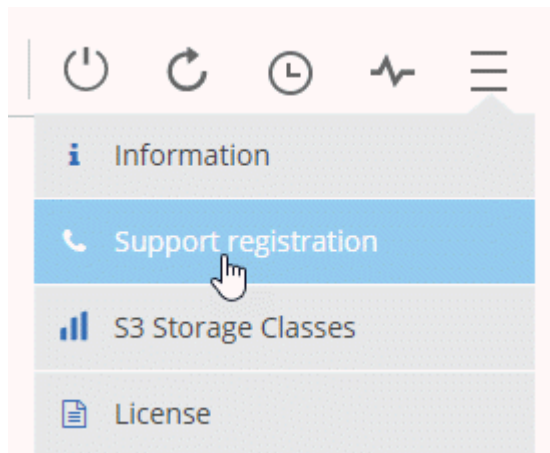 Information
Support registration
S3 Storage Classes
License